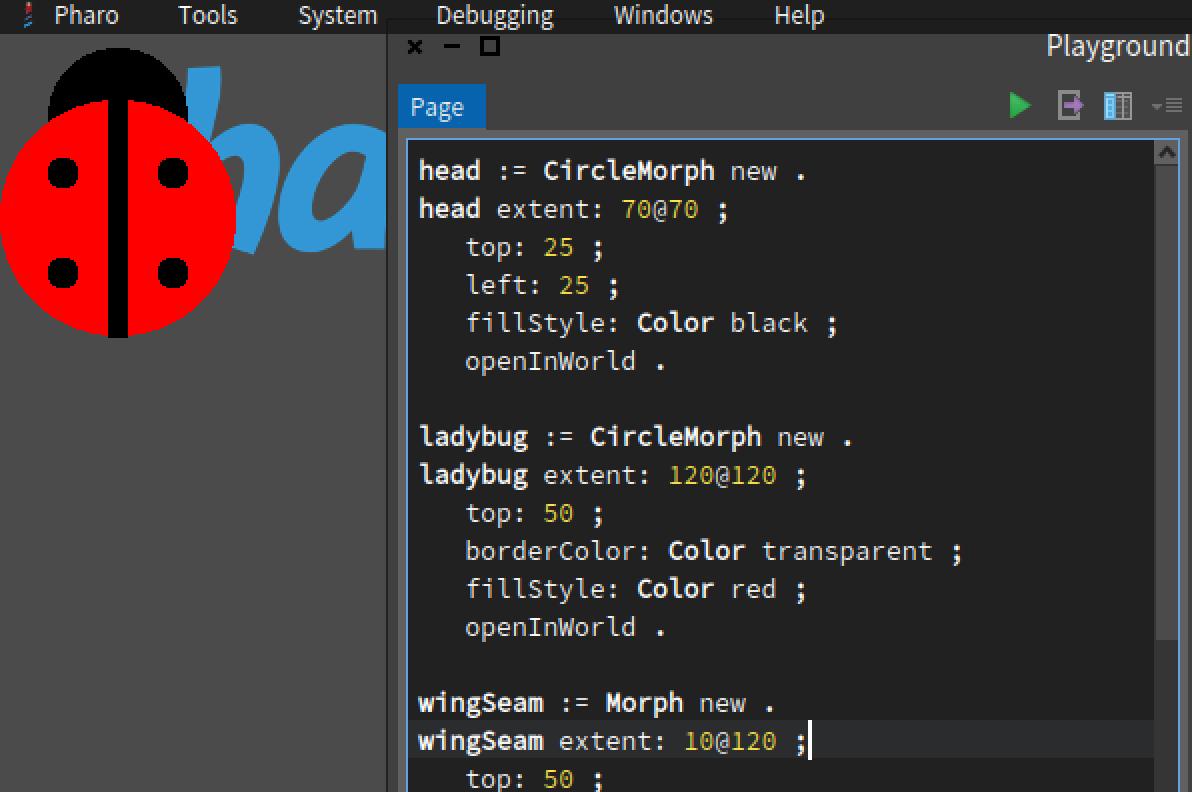 Pharo Tools System Debugging Windows Help
Playground
ha
Page
head := CircleMorph new .
head extent: 70@70 ;
top: 25 ;
left: 25 ;
fillStyle: Color black ;
openInWorld .
ladybug := CircleMorph new .
ladybug extent: 120@120 ;
top: 50 ;
borderColor: Color transparent ;
fillStyle: Color red ;
openInWorld .
wingSeam := Morph new .
wingSeam extent: 10@120 ;
top: 50 ;